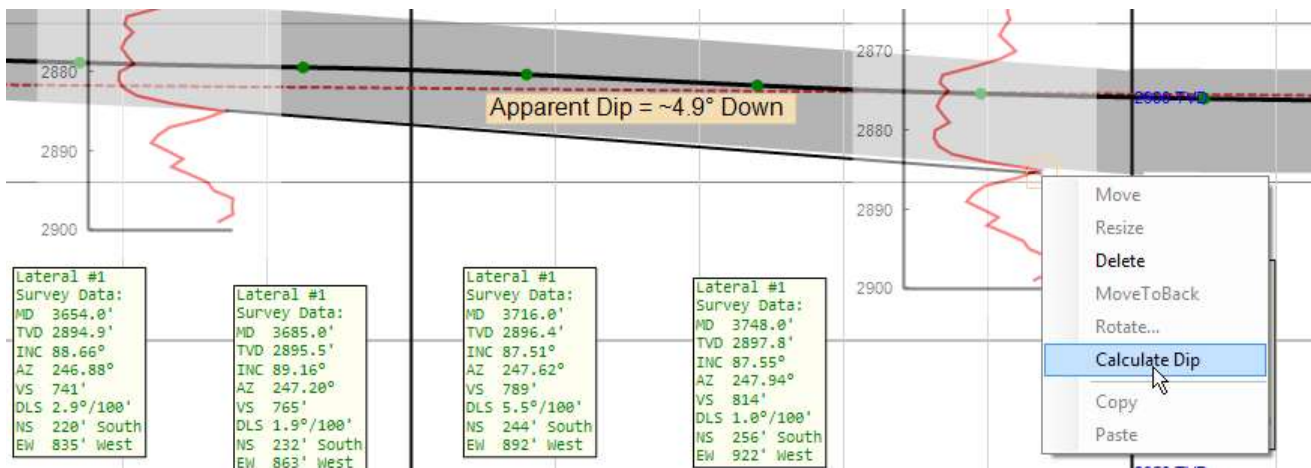 2870
2880
2860 TVD
Apparent Dip = ~4.9° Down
2880
2890
2890
2900
2900
Move
Resize
Delete
MoveToBack
Rotate...
Calculate Dip
Copy
Paste
Lateral #1
Survey Data:
MD 3654.0'
TVD 2894.9'
INC 88.66°
AZ 246.88°
VS 741'
DLS 2.9°/100'
NS 220' South
EW 835' West
Lateral #1
Survey Data:
MD 3685.0'
TVD 2895.5'
INC 89.16°
AZ 247.20°
VS 765'
DLS 1.9°/100'
NS 232' South
EW 863' West
Lateral #1
Survey Data:
MD 3716.0'
TVD 2896.4'
INC 87.51°
AZ 247.62°
VS 789'
DLS 5.5°/100'
NS 244' South
EW 892' West
Lateral #1
Survey Data:
MD 3748.0'
TVD 2897.8'
INC 87.55°
AZ 247.94°
VS 814'
DLS 1.0°/100'
NS 256' South
EW 922' West